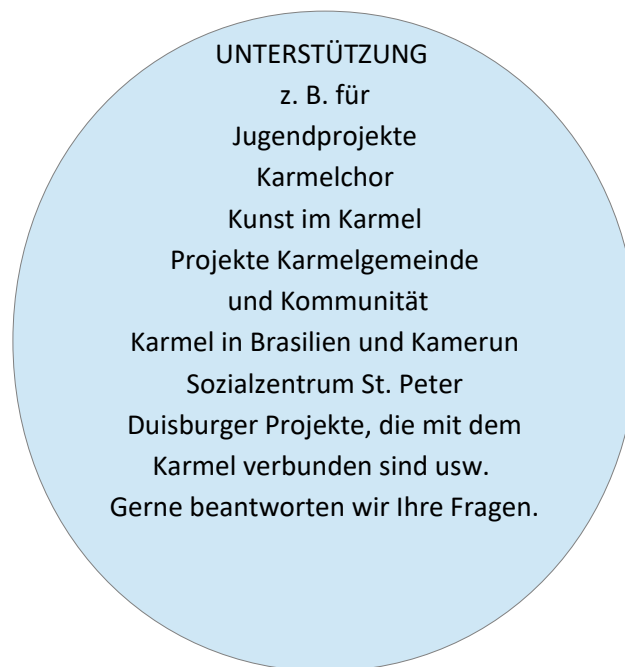 UNTERSTÜTZUNG
z. B. für
Jugendprojekte
Karmelchor
Kunst im Karmel
Projekte Karmelgemeinde
und Kommunität
Karmel in Brasilien und Kamerun
Sozialzentrum St. Peter
Duisburger Projekte, die mit dem
Karmel verbunden sind usw.
Gerne beantworten wir Ihre Fragen.